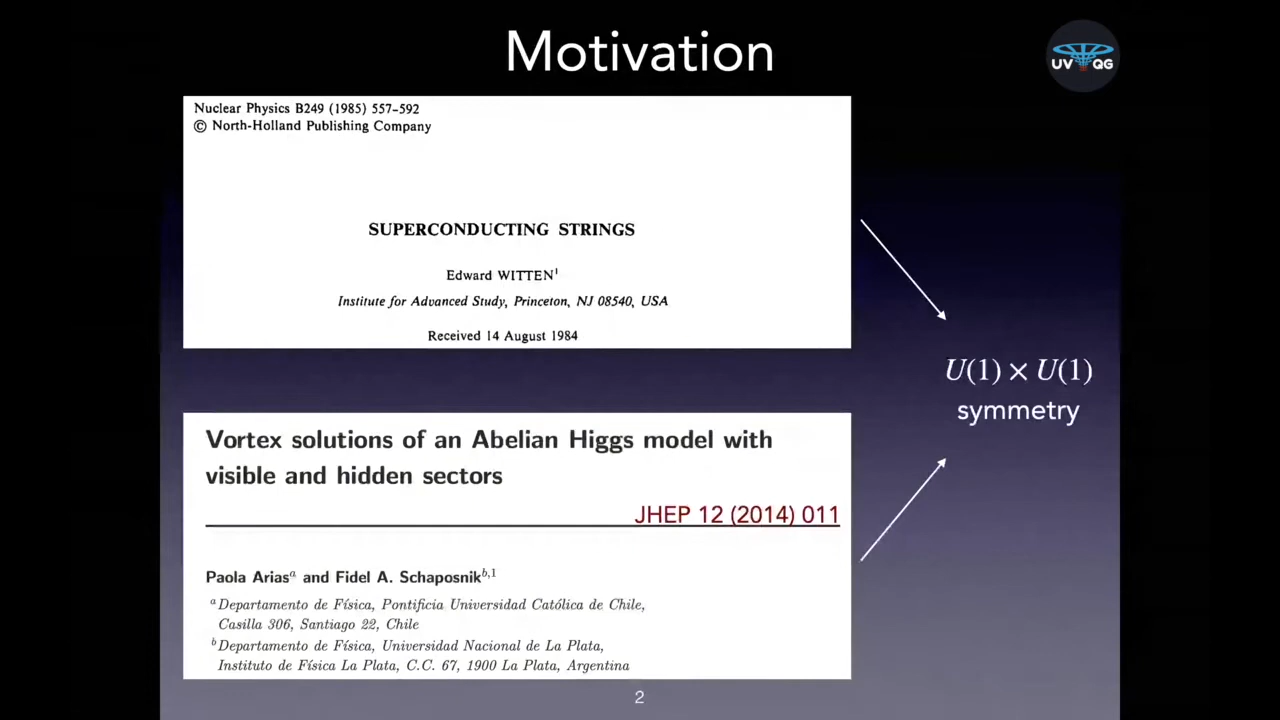 Motivation
UV QG
Nuclear Physics B249 (1985) 557-592
© North-Holland Publishing Company
SUPERCONDUCTING STRINGS
Edward WITTEN¹
Institute for Advanced Study, Princeton, NJ 08540, USA
Received 14 August 1984
U(1) × U(1)
symmetry
Vortex solutions of an Abelian Higgs model with
visible and hidden sectors
JHEP 12 (2014) 011
Paola Ariasᵃ and Fidel A. Schaposnikᵇ,¹
ᵃDepartamento de Física, Pontificia Universidad Católica de Chile,
Casilla 306, Santiago 22, Chile
ᵇDepartamento de Física, Universidad Nacional de La Plata,
Instituto de Física La Plata, C.C. 67, 1900 La Plata, Argentina
2